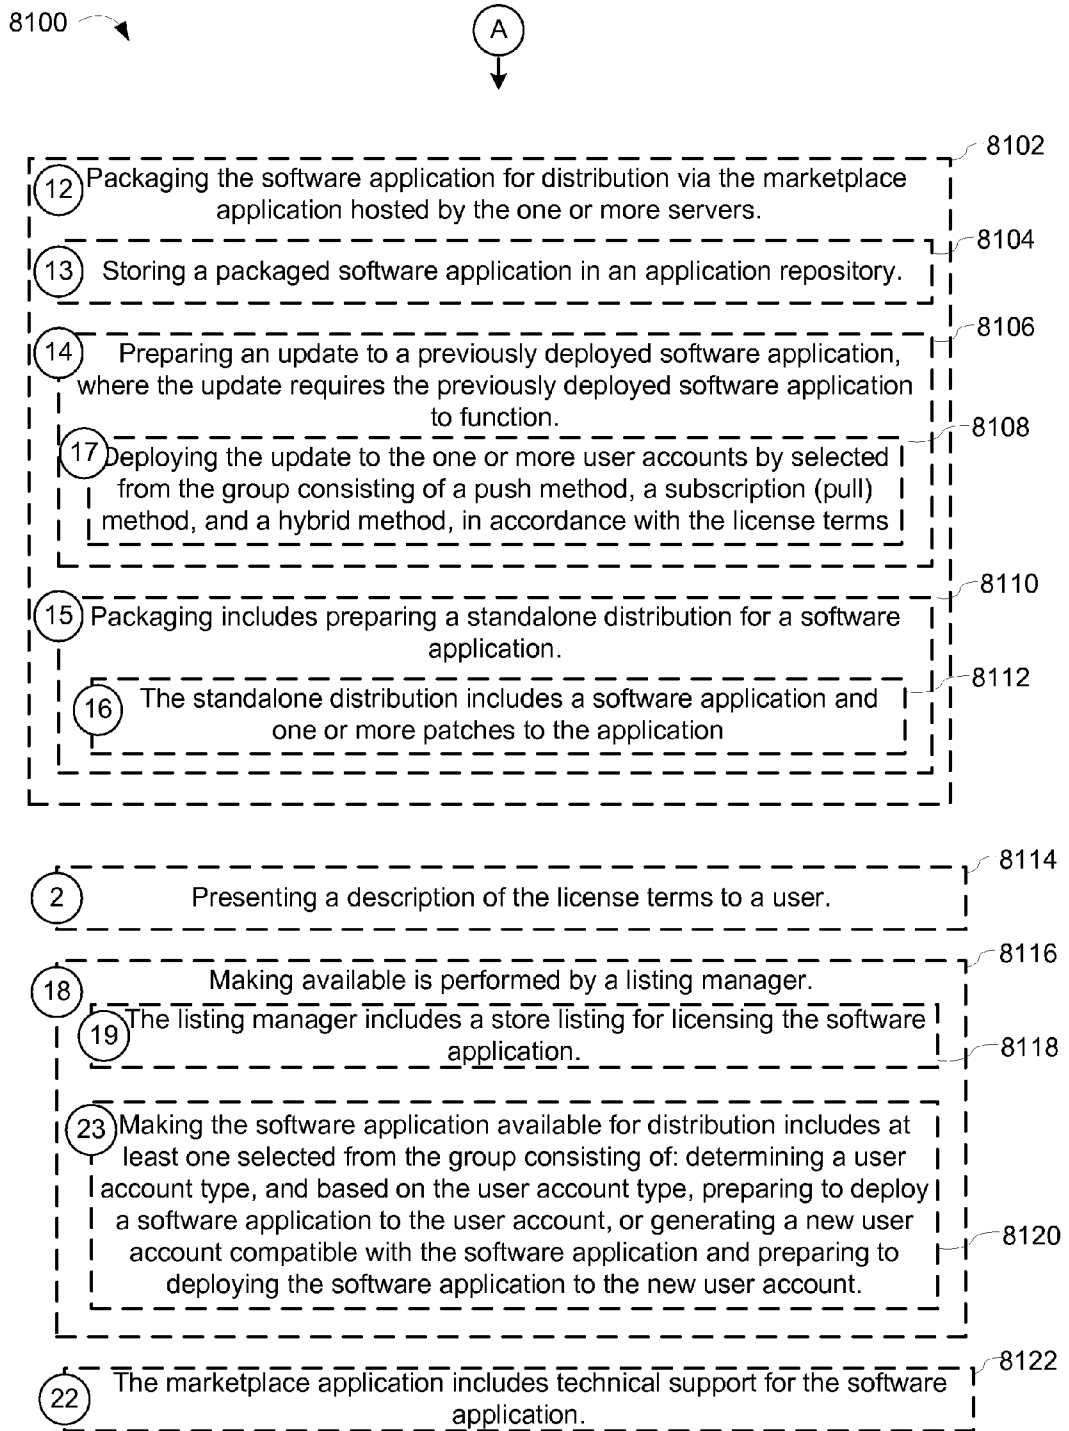 8100
A
8102
12
Packaging the software application for distribution via the marketplace
application hosted by the one or more servers.
8104
13
Storing a packaged software application in an application repository.
8106
14
Preparing an update to a previously deployed software application,
where the update requires the previously deployed software application
to function.
8108
17
Deploying the update to the one or more user accounts by selected
from the group consisting of a push method, a subscription (pull)
method, and a hybrid method, in accordance with the license terms
8110
15
Packaging includes preparing a standalone distribution for a software
application.
8112
16
The standalone distribution includes a software application and
one or more patches to the application
8114
2
Presenting a description of the license terms to a user.
8116
18
Making available is performed by a listing manager.
19
The listing manager includes a store listing for licensing the software
application.
8118
23
Making the software application available for distribution includes at
least one selected from the group consisting of: determining a user
account type, and based on the user account type, preparing to deploy
a software application to the user account, or generating a new user
account compatible with the software application and preparing to
deploying the software application to the new user account.
8120
8122
22
The marketplace application includes technical support for the software
application.